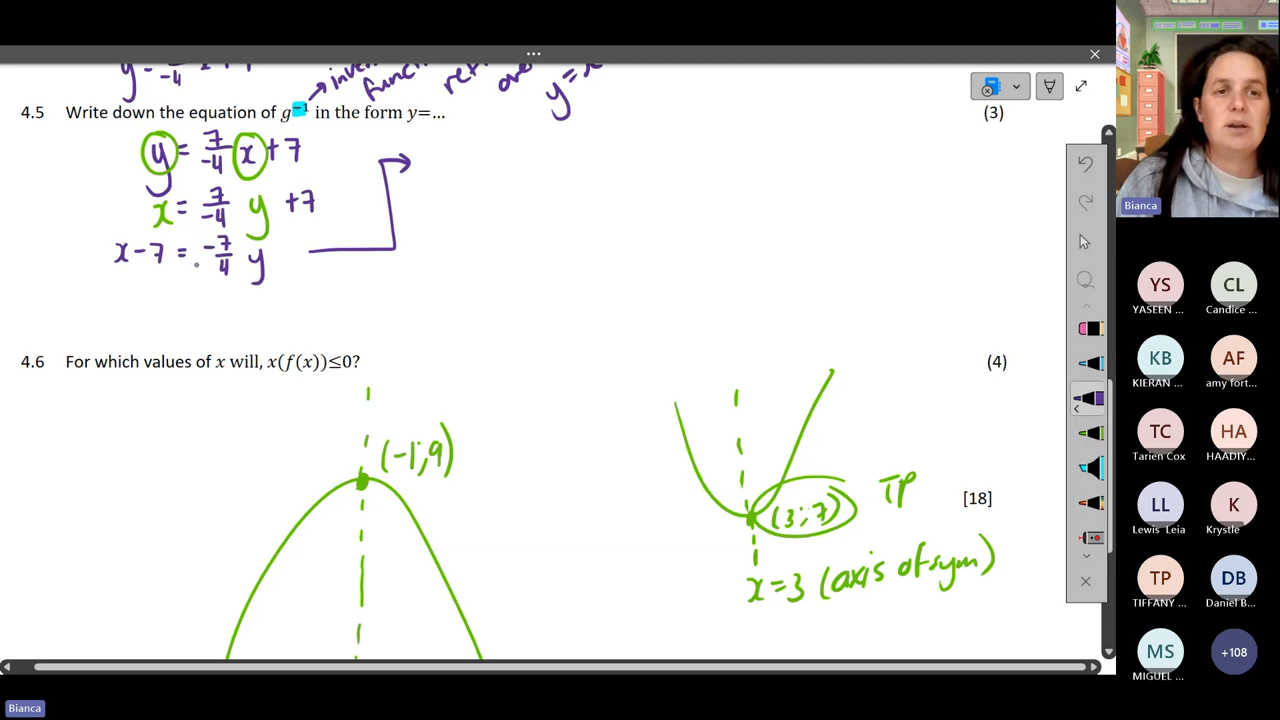 4.5 Write down the equation of g⁻¹ in the form y=... (3)
y = 7/-4 x + 7
x = 7/-4 y + 7
x - 7 = -7/4 y
4.6 For which values of x will, x(f(x))≤0? (4)
(-1;9)
(3;7) TP
[18]
x=3 (axis of sym)
Bianca
YS CL
YASEEN ... Candice ...
KB AF
KIERAN ... amy fort...
TC HA
Tarien Cox HAADIY...
LL K
Lewis Leia Krystle
TP DB
TIFFANY ... Daniel B...
MS +108
MIGUEL ...
Bianca